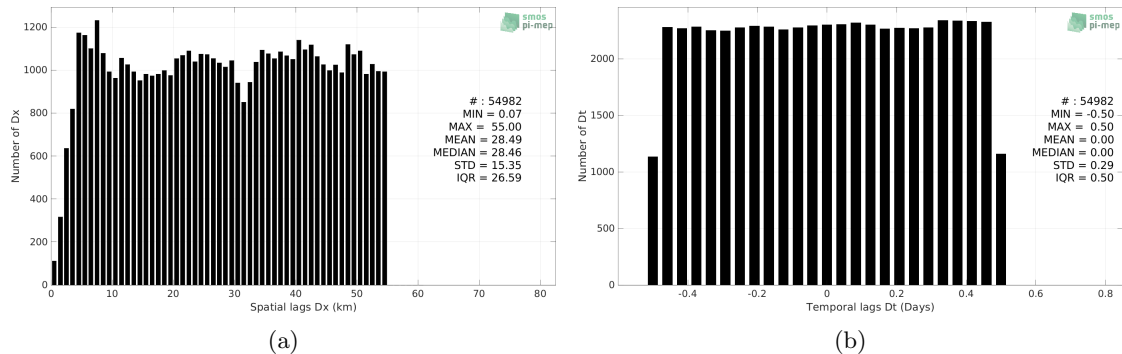 1200
1000
800
600
400
200
0
Number of Dx
0 10 20 30 40 50 60 70 80
Spatial lags Dx (km)
smos
pi-mep
# : 54982
MIN = 0.07
MAX = 55.00
MEAN = 28.49
MEDIAN = 28.46
STD = 15.35
IQR = 26.59
(a)
2000
1500
1000
500
0
Number of Dt
-0.4 -0.2 0 0.2 0.4 0.6 0.8
Temporal lags Dt (Days)
smos
pi-mep
# : 54982
MIN = -0.50
MAX = 0.50
MEAN = 0.00
MEDIAN = 0.00
STD = 0.29
IQR = 0.50
(b)